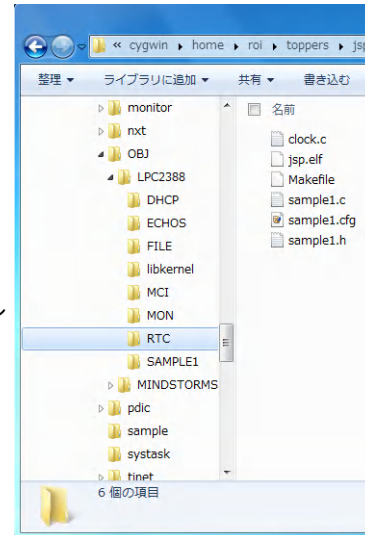 « cygwin ▸ home ▸ roi ▸ toppers ▸ jsp
整理 ▼ ライブラリに追加 ▼ 共有 ▼ 書き込む
名前
monitor
nxt
OBJ
LPC2388
DHCP
ECHOS
FILE
libkernel
MCI
MON
RTC
SAMPLE1
MINDSTORMS
pdic
sample
systask
tinet
clock.c
jsp.elf
Makefile
sample1.c
sample1.cfg
sample1.h
6 個の項目